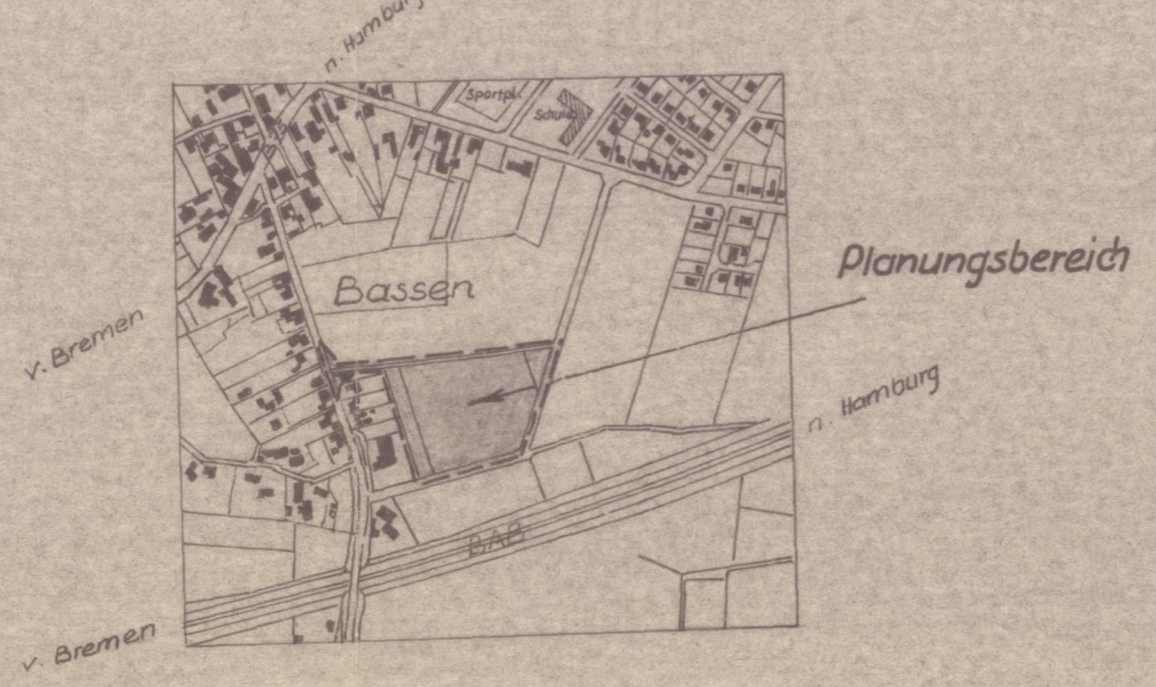 n. Hamburg
Sportpl.
Schule
Planungsbereich
Bassen
v. Bremen
n. Hamburg
BAB
v. Bremen